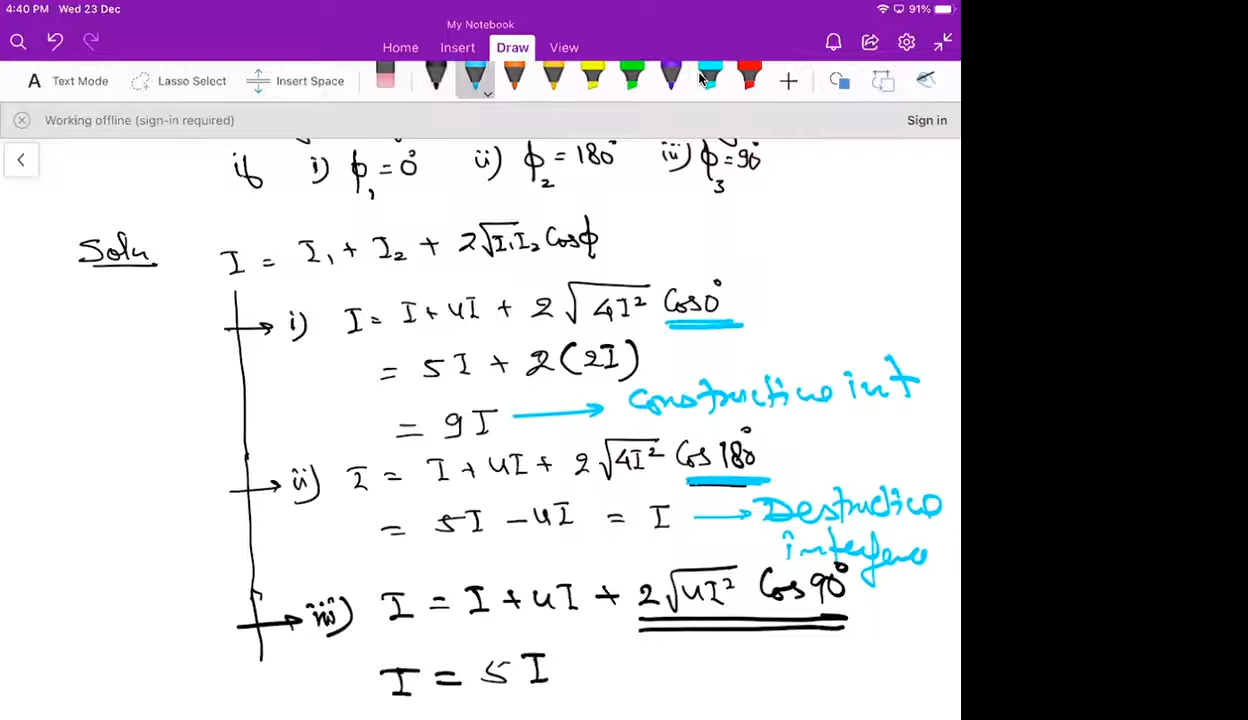 4:40 PM Wed 23 Dec
91%
My Notebook
Home Insert Draw View
A Text Mode Lasso Select Insert Space
Working offline (sign-in required) Sign in
if i) ϕ₁ = 0° ii) ϕ₂ = 180° iii) ϕ₃ = 90°
Soln I = I₁ + I₂ + 2√I₁I₂ Cosϕ
i) I = I + 4I + 2√4I² Cos0°
= 5I + 2(2I)
= 9I → Constructive int
ii) I = I + 4I + 2√4I² Cos 180°
= 5I - 4I = I → Destructive
interfence
iii) I = I + 4I + 2√4I² Cos 90°
I = 5I